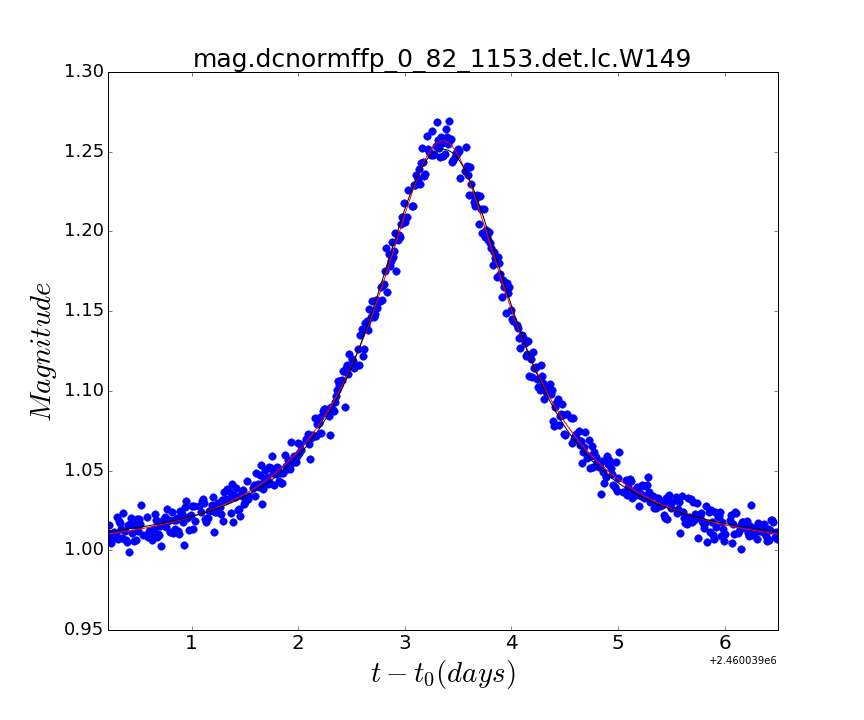 mag.dcnormffp_0_82_1153.det.lc.W149
1.30
1.25
1.20
1.15
1.10
1.05
1.00
0.95
Magnitude
1 2 3 4 5 6
+2.460039e6
t − t₀(days)